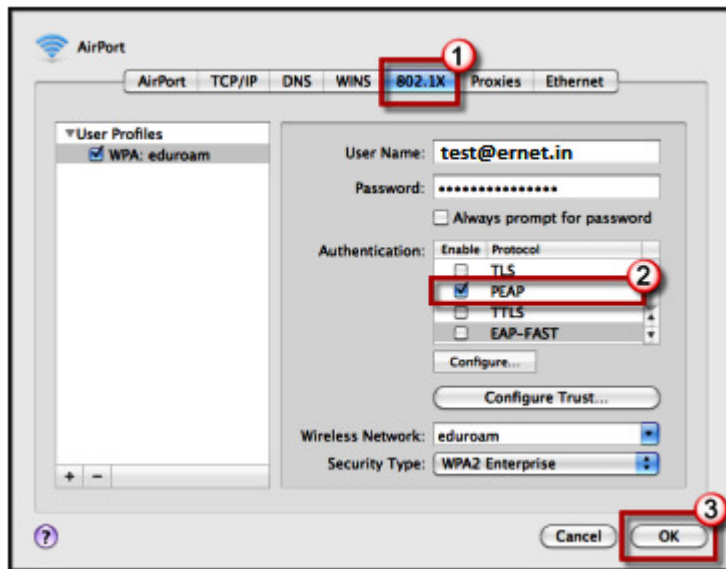 AirPort
1
AirPort TCP/IP DNS WINS 802.1X Proxies Ethernet
▼User Profiles
WPA: eduroam
User Name: test@ernet.in
Password: •••••••••••••••
Always prompt for password
Authentication: Enable Protocol
TLS
2
PEAP
TTLS
EAP-FAST
Configure...
Configure Trust...
Wireless Network: eduroam
Security Type: WPA2 Enterprise
+ −
3
? Cancel OK